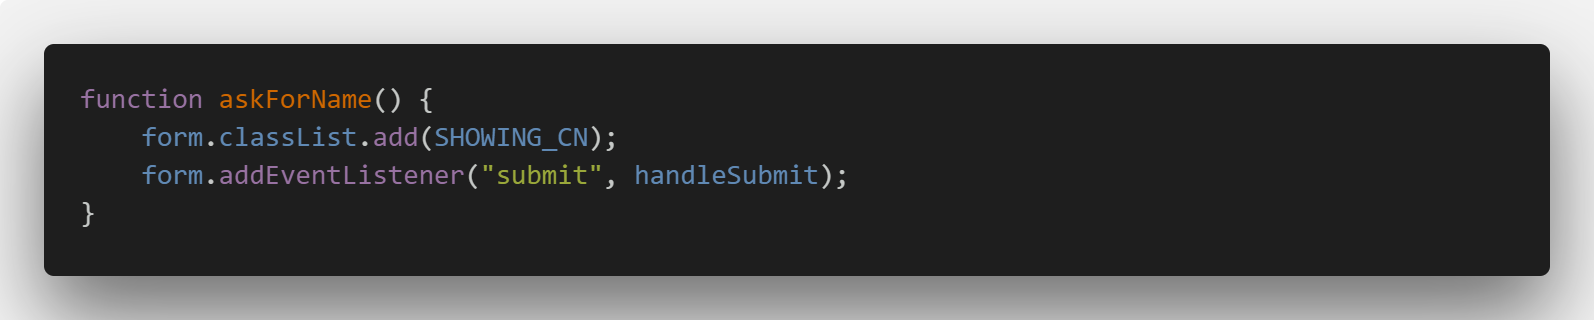 function askForName() {
    form.classList.add(SHOWING_CN);
    form.addEventListener("submit", handleSubmit);
}